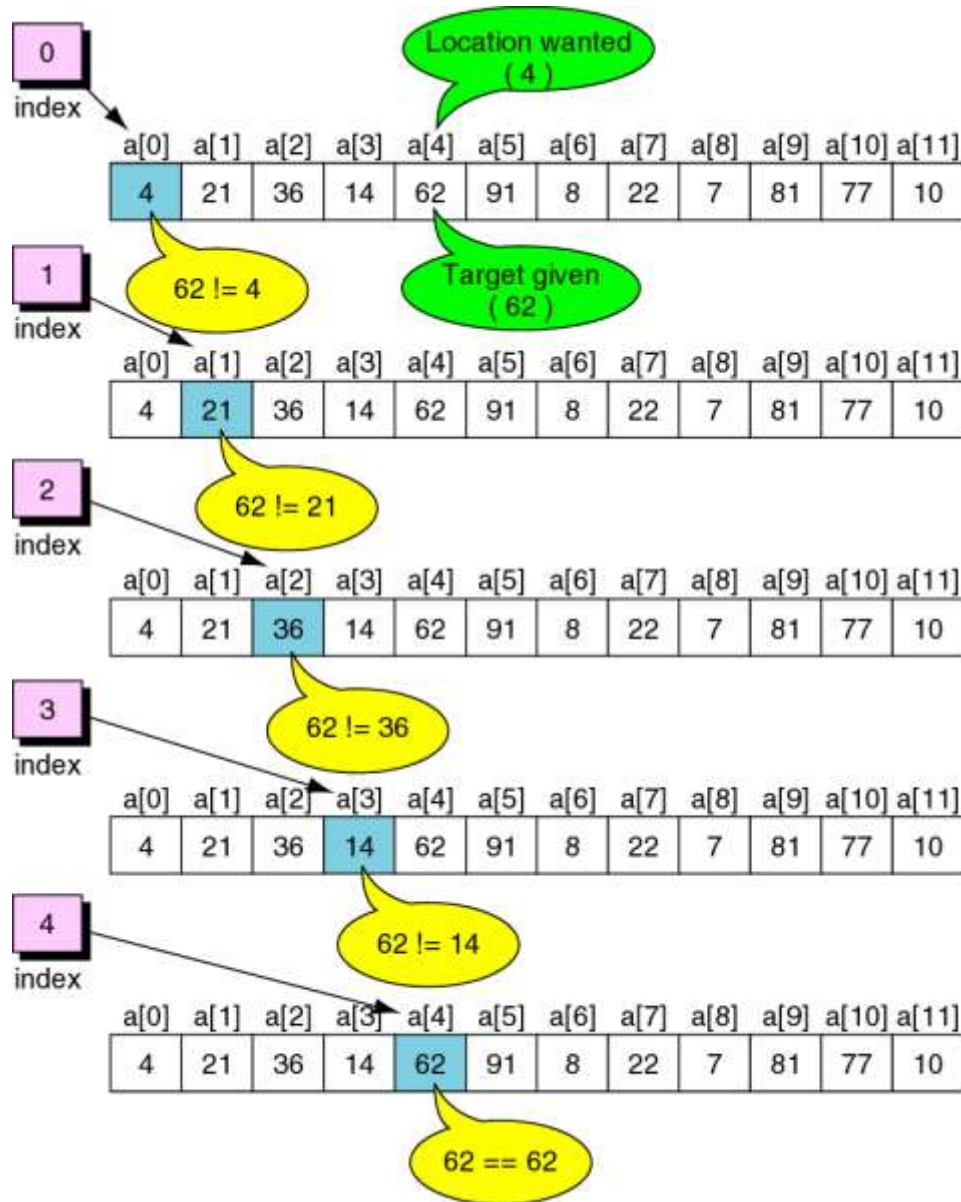 0
index
Location wanted
( 4 )
a[0] a[1] a[2] a[3] a[4] a[5] a[6] a[7] a[8] a[9] a[10] a[11]
4 21 36 14 62 91 8 22 7 81 77 10
62 != 4
Target given
( 62 )
1
index
a[0] a[1] a[2] a[3] a[4] a[5] a[6] a[7] a[8] a[9] a[10] a[11]
4 21 36 14 62 91 8 22 7 81 77 10
62 != 21
2
index
a[0] a[1] a[2] a[3] a[4] a[5] a[6] a[7] a[8] a[9] a[10] a[11]
4 21 36 14 62 91 8 22 7 81 77 10
62 != 36
3
index
a[0] a[1] a[2] a[3] a[4] a[5] a[6] a[7] a[8] a[9] a[10] a[11]
4 21 36 14 62 91 8 22 7 81 77 10
62 != 14
4
index
a[0] a[1] a[2] a[3] a[4] a[5] a[6] a[7] a[8] a[9] a[10] a[11]
4 21 36 14 62 91 8 22 7 81 77 10
62 == 62